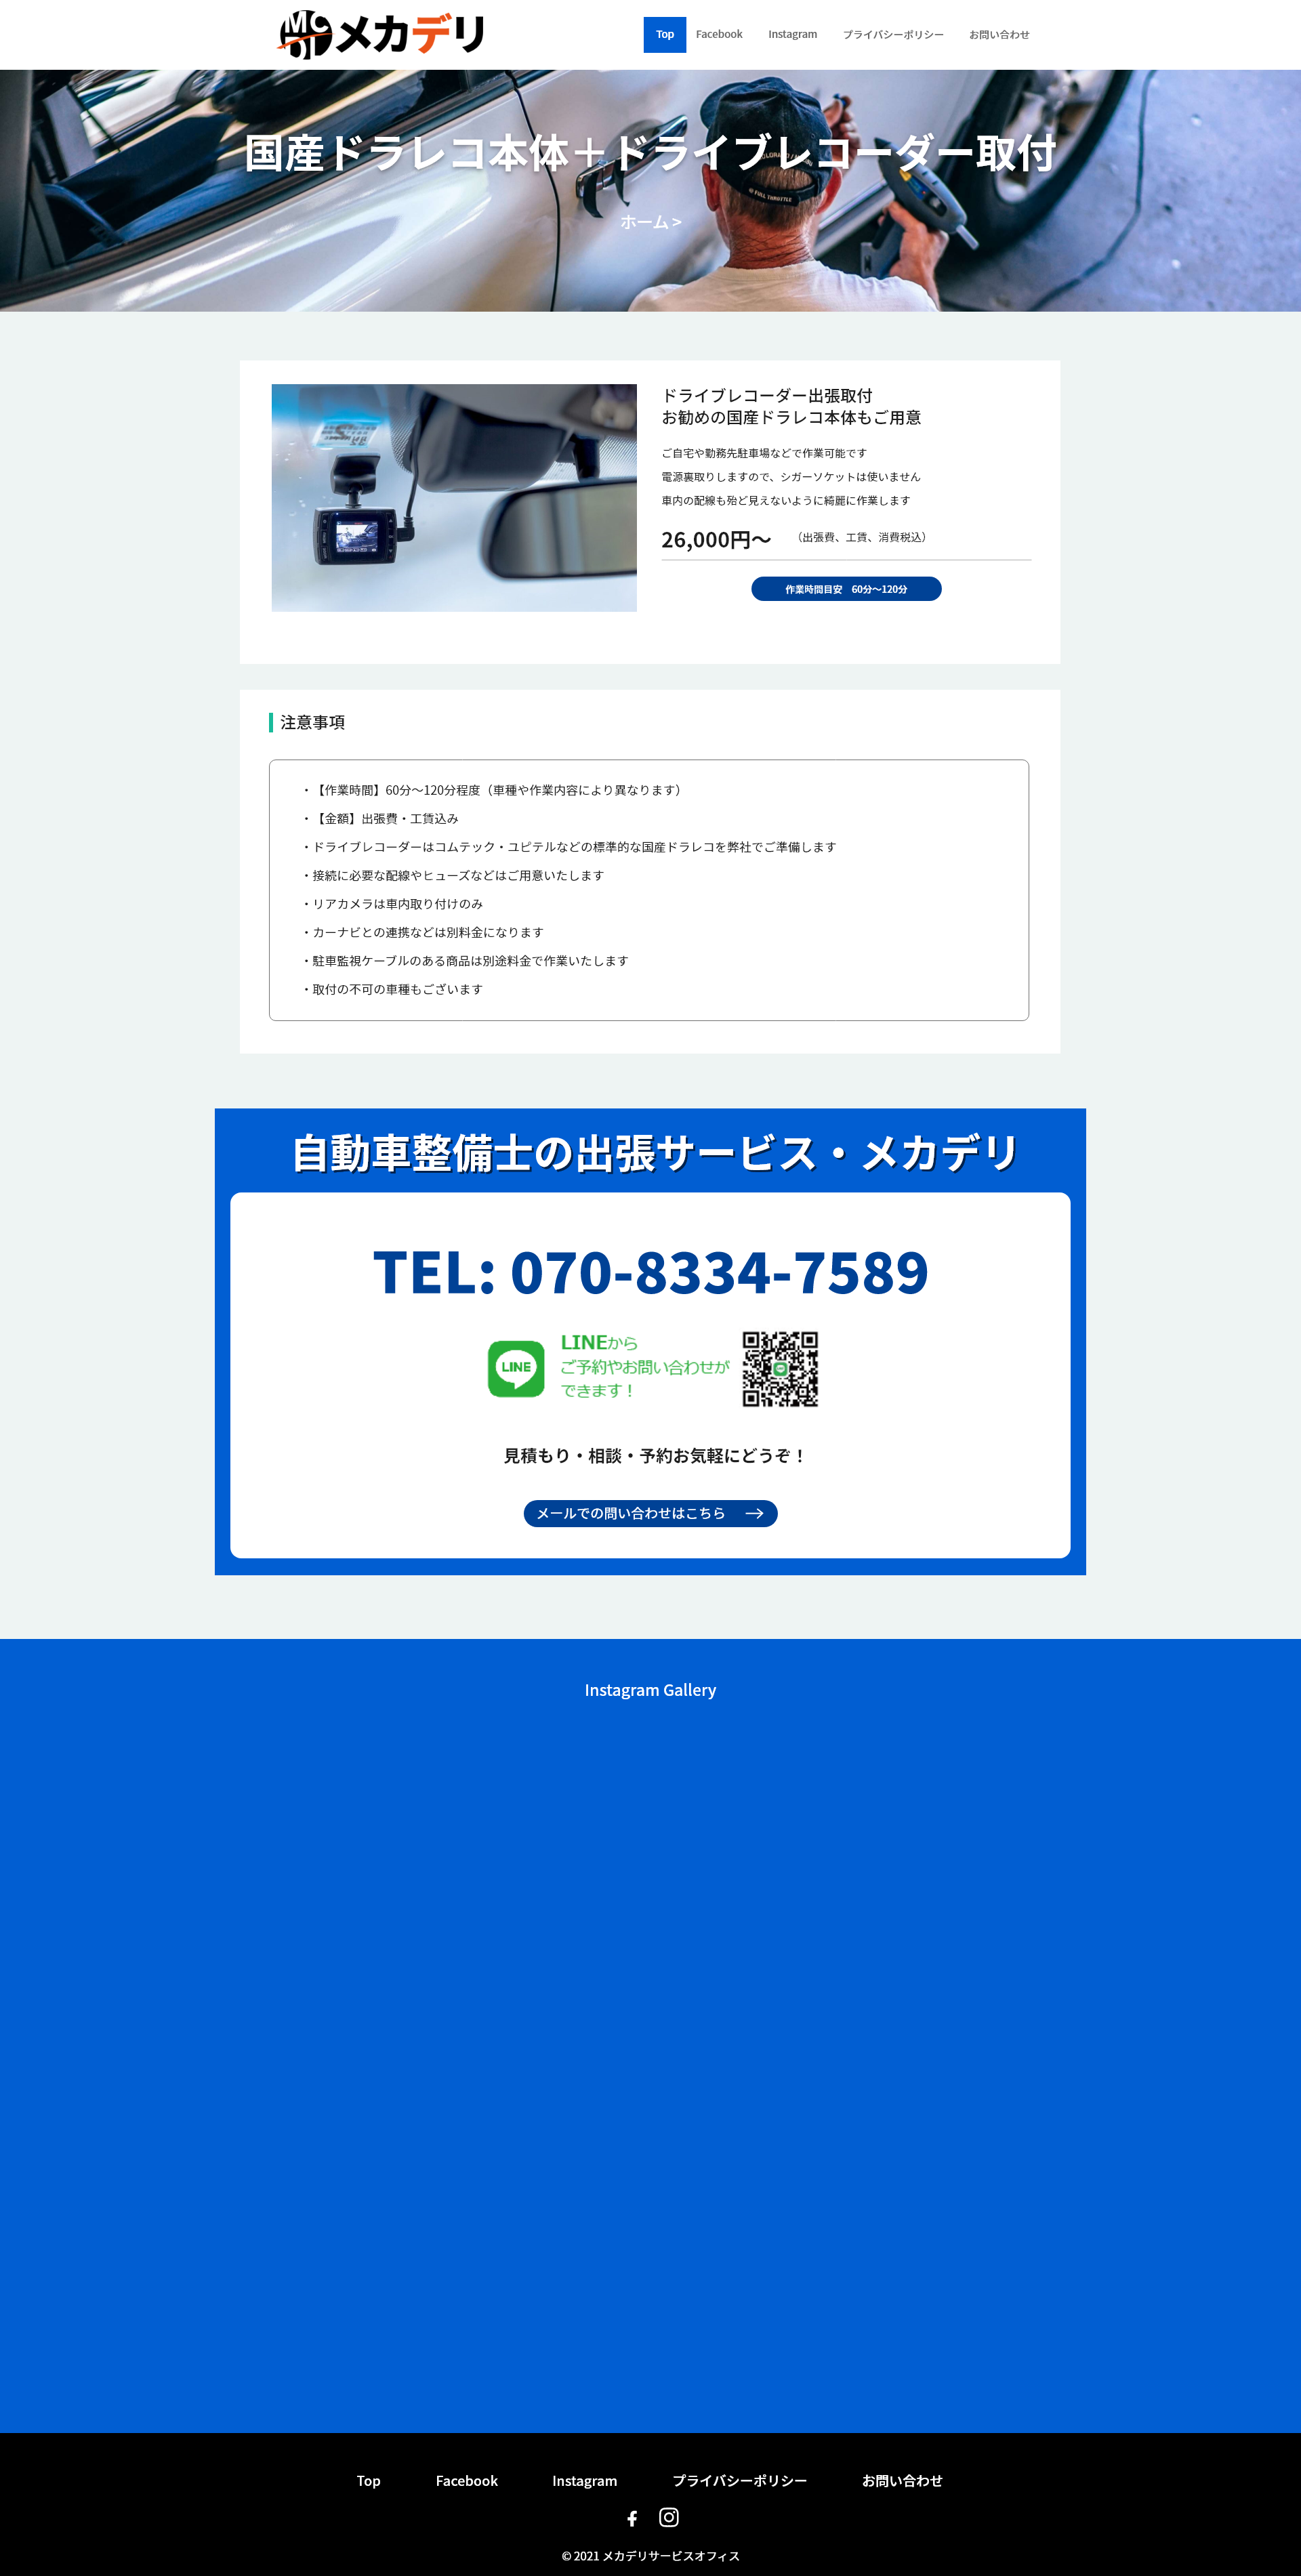 MC メカデリ
Top Facebook Instagram プライバシーポリシー お問い合わせ
国産ドラレコ本体＋ドライブレコーダー取付
ホーム >
ドライブレコーダー出張取付
お勧めの国産ドラレコ本体もご用意
ご自宅や勤務先駐車場などで作業可能です
電源裏取りしますので、シガーソケットは使いません
車内の配線も殆ど見えないように綺麗に作業します
26,000円～ （出張費、工賃、消費税込）
作業時間目安　60分～120分
注意事項
・【作業時間】60分～120分程度（車種や作業内容により異なります）
・【金額】出張費・工賃込み
・ドライブレコーダーはコムテック・ユピテルなどの標準的な国産ドラレコを弊社でご準備します
・接続に必要な配線やヒューズなどはご用意いたします
・リアカメラは車内取り付けのみ
・カーナビとの連携などは別料金になります
・駐車監視ケーブルのある商品は別途料金で作業いたします
・取付の不可の車種もございます
自動車整備士の出張サービス・メカデリ
TEL: 070-8334-7589
LINE
LINEから
ご予約やお問い合わせが
できます！
見積もり・相談・予約お気軽にどうぞ！
メールでの問い合わせはこちら
Instagram Gallery
Top Facebook Instagram プライバシーポリシー お問い合わせ
© 2021 メカデリサービスオフィス